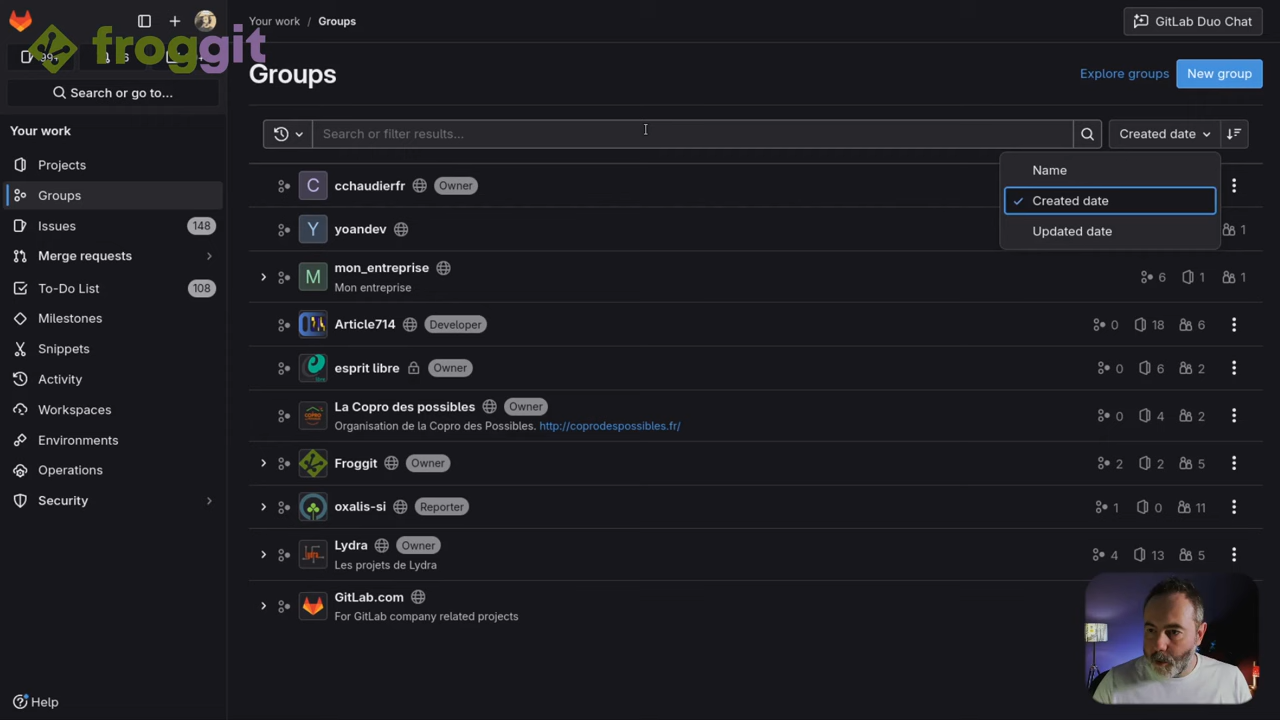 Your work / Groups
GitLab Duo Chat
froggit
99+
Groups
Explore groups
New group
Search or go to...
Your work
Search or filter results...
Created date
Name
Created date
Updated date
Projects
Groups
Issues 148
Merge requests
To-Do List 108
Milestones
Snippets
Activity
Workspaces
Environments
Operations
Security
Help
C cchaudierfr Owner
Y yoandev 1
M mon_entreprise 6 1 1
Mon entreprise
Article714 Developer 0 18 6
esprit libre Owner 0 6 2
La Copro des possibles Owner 0 4 2
Organisation de la Copro des Possibles. http://coprodespossibles.fr/
Froggit Owner 2 2 5
oxalis-si Reporter 1 0 11
Lydra Owner 4 13 5
Les projets de Lydra
GitLab.com
For GitLab company related projects